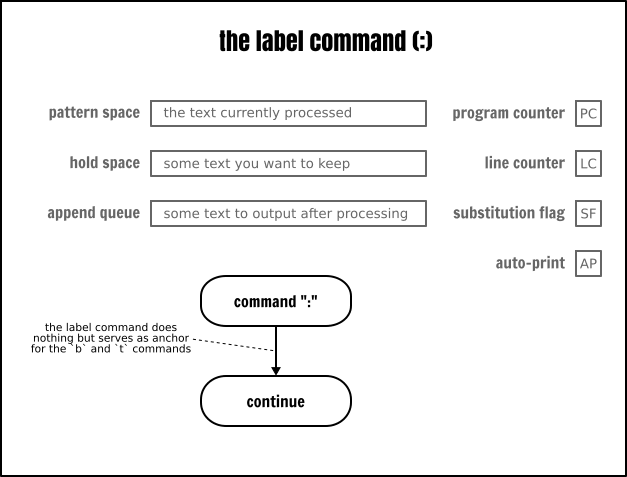 the label command (:)
pattern space the text currently processed program counter PC
hold space some text you want to keep line counter LC
append queue some text to output after processing substitution flag SF
auto-print AP
command ":"
the label command does
nothing but serves as anchor
for the `b` and `t` commands
continue